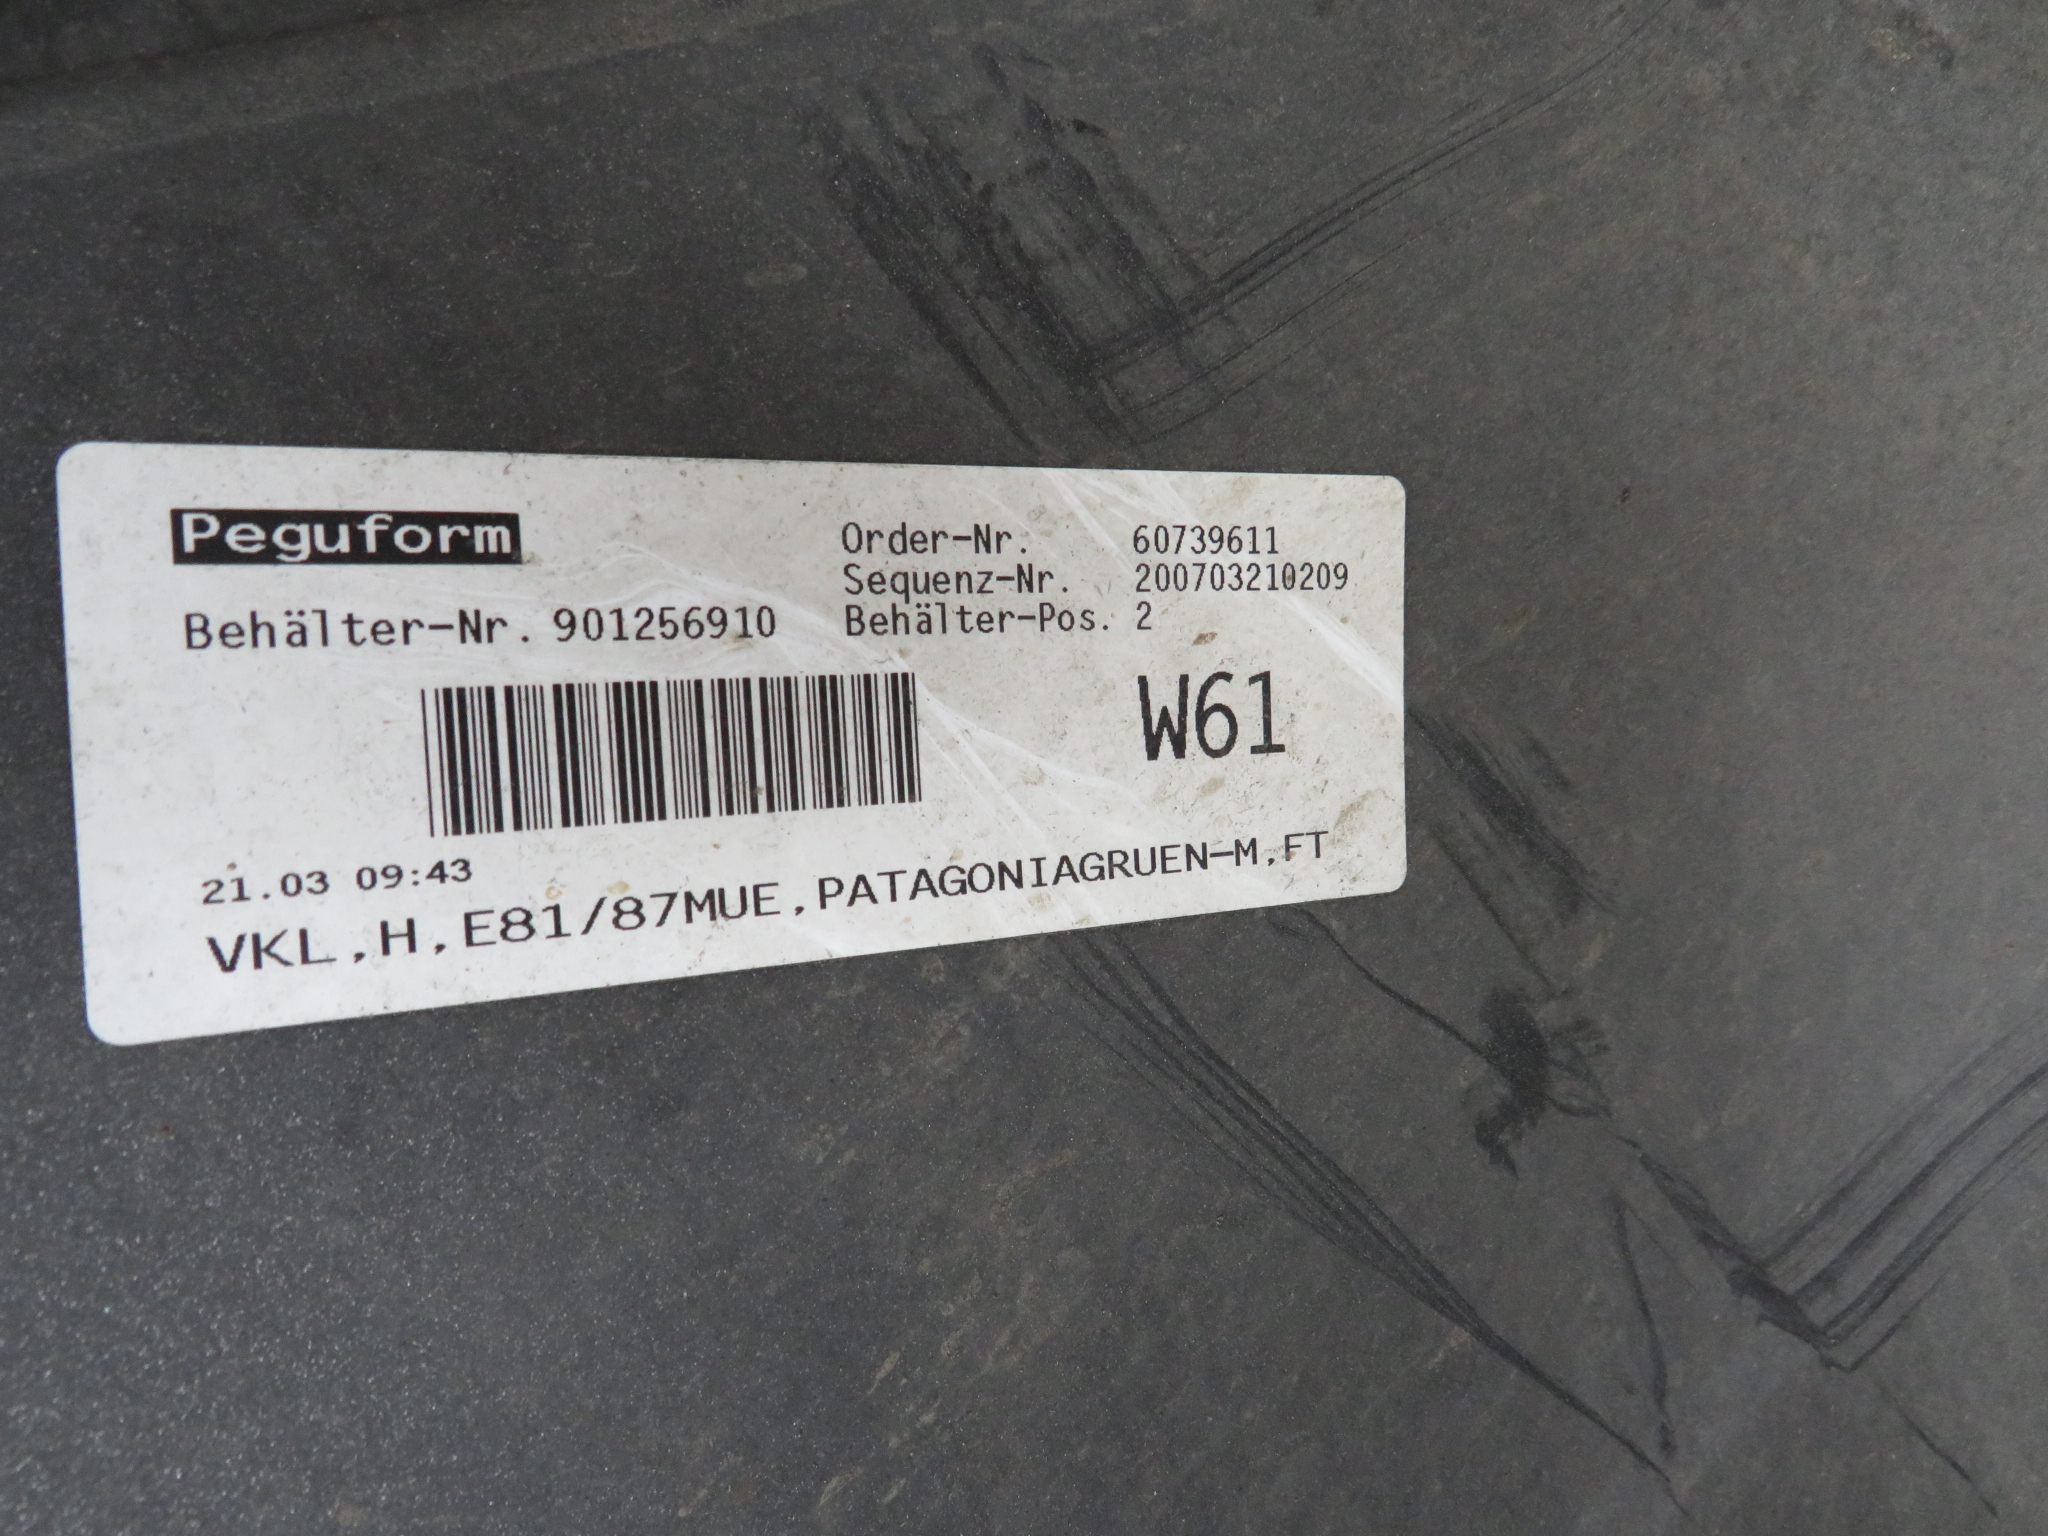 Peguform
Order-Nr. 60739611
Sequenz-Nr. 200703210209
Behälter-Nr. 901256910
Behälter-Pos. 2
W61
21.03 09:43
VKL,H,E81/87MUE,PATAGONIAGRUEN-M,FT